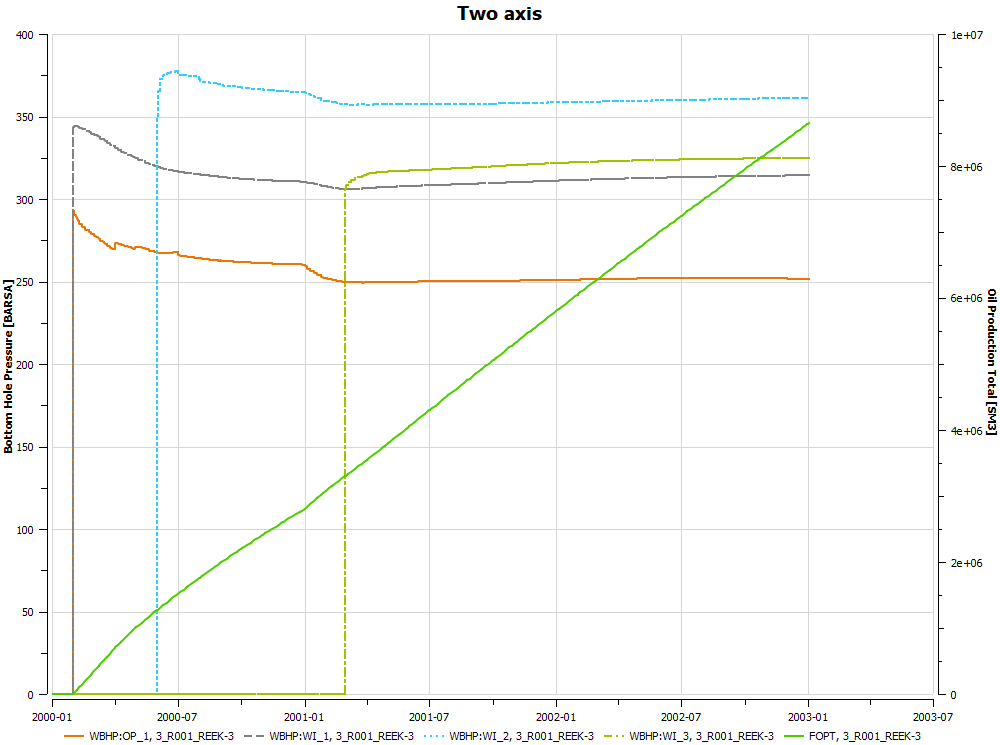 Two axis
400
350
300
250
200
150
100
50
0
Bottom Hole Pressure [BARSA]
1e+07
8e+06
6e+06
4e+06
2e+06
0
Oil Production Total [SM3]
2000-01
2000-07
2001-01
2001-07
2002-01
2002-07
2003-01
2003-07
WBHP:OP_1, 3_R001_REEK-3
WBHP:WI_1, 3_R001_REEK-3
WBHP:WI_2, 3_R001_REEK-3
WBHP:WI_3, 3_R001_REEK-3
FOPT, 3_R001_REEK-3